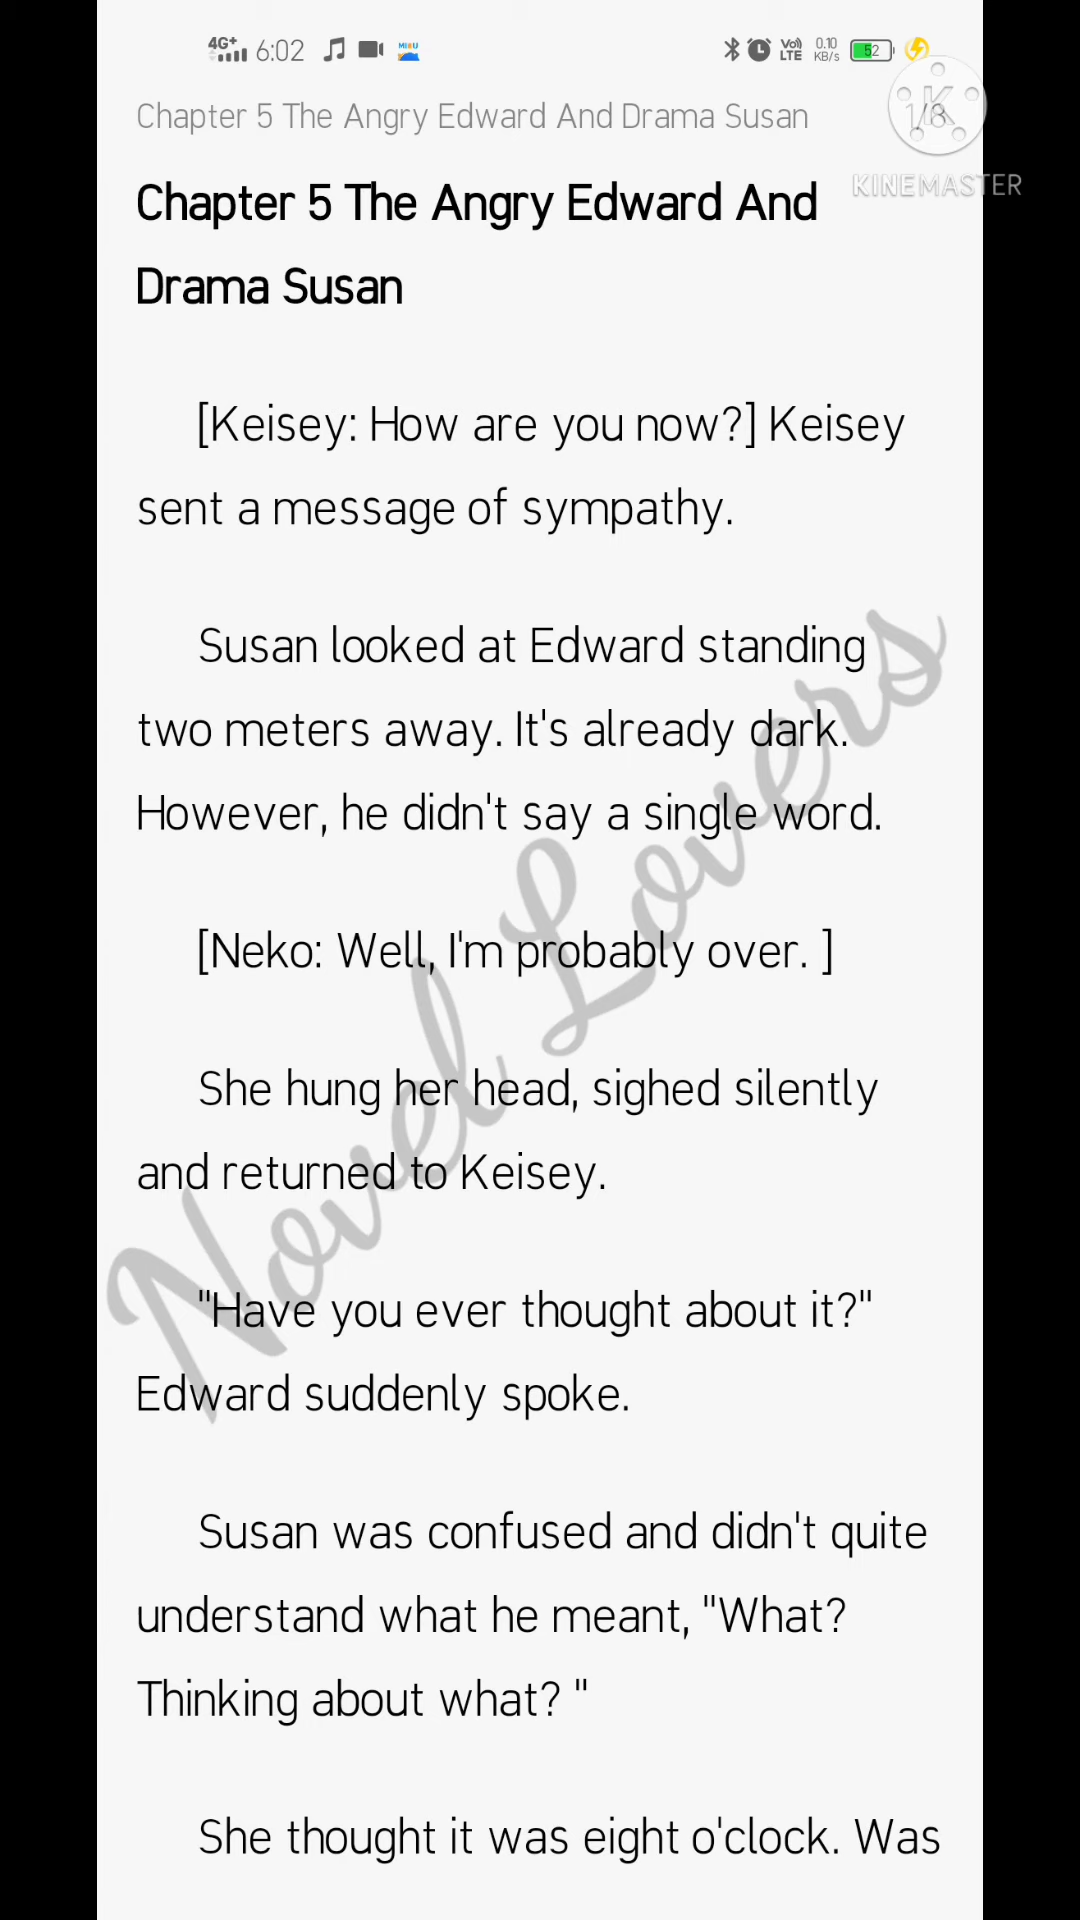 4G+ 6:02 Vo)) LTE 0.10 KB/s 52
Chapter 5 The Angry Edward And Drama Susan 1/8
KINEMASTER
Chapter 5 The Angry Edward And
Drama Susan
[Keisey: How are you now?] Keisey
sent a message of sympathy.
Susan looked at Edward standing
two meters away. It's already dark.
However, he didn't say a single word.
[Neko: Well, I'm probably over. ]
She hung her head, sighed silently
and returned to Keisey.
"Have you ever thought about it?"
Edward suddenly spoke.
Susan was confused and didn't quite
understand what he meant, "What?
Thinking about what? "
She thought it was eight o'clock. Was
Novel Lovers